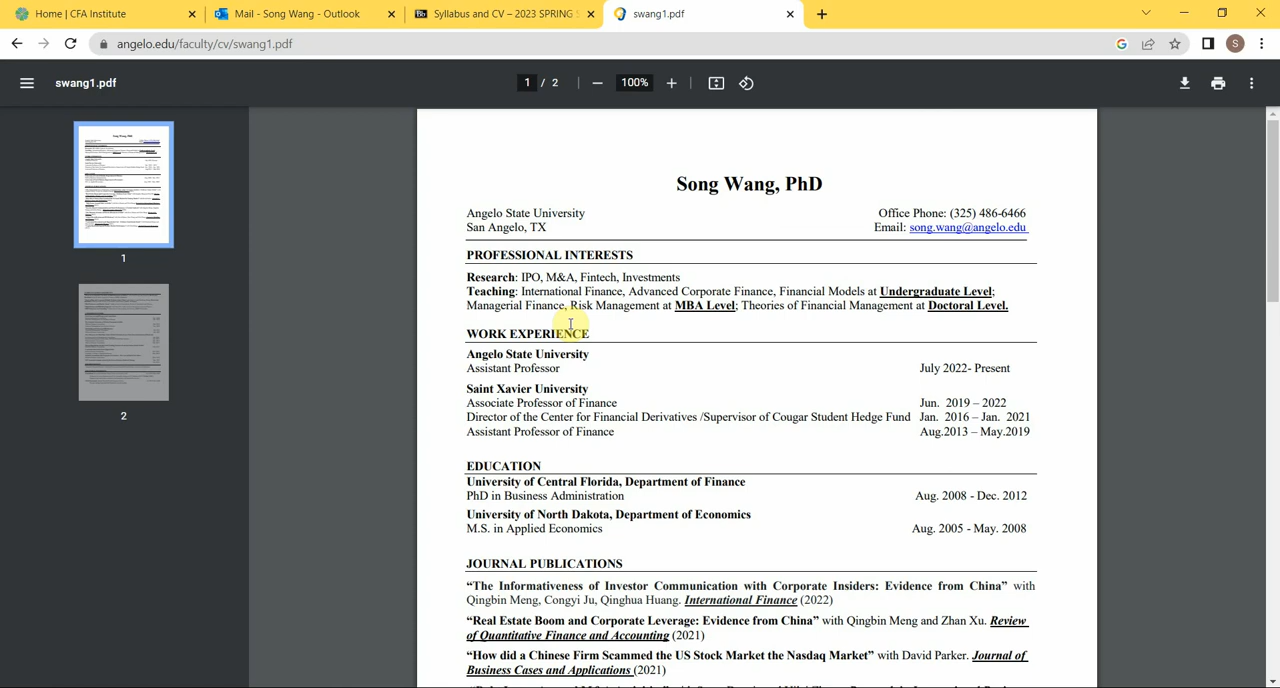 Home | CFA Institute
Mail - Song Wang - Outlook
Bb Syllabus and CV – 2023 SPRING S
swang1.pdf
angelo.edu/faculty/cv/swang1.pdf
G
S
swang1.pdf
1 / 2
100%
1
2
Song Wang, PhD
Angelo State University Office Phone: (325) 486-6466
San Angelo, TX Email: song.wang@angelo.edu
PROFESSIONAL INTERESTS
Research: IPO, M&A, Fintech, Investments
Teaching: International Finance, Advanced Corporate Finance, Financial Models at Undergraduate Level;
Managerial Finance, Risk Management at MBA Level; Theories of Financial Management at Doctoral Level.
WORK EXPERIENCE
Angelo State University
Assistant Professor July 2022- Present
Saint Xavier University
Associate Professor of Finance Jun. 2019 – 2022
Director of the Center for Financial Derivatives /Supervisor of Cougar Student Hedge Fund Jan. 2016 – Jan. 2021
Assistant Professor of Finance Aug.2013 – May.2019
EDUCATION
University of Central Florida, Department of Finance
PhD in Business Administration Aug. 2008 - Dec. 2012
University of North Dakota, Department of Economics
M.S. in Applied Economics Aug. 2005 - May. 2008
JOURNAL PUBLICATIONS
“The Informativeness of Investor Communication with Corporate Insiders: Evidence from China” with
Qingbin Meng, Congyi Ju, Qinghua Huang. International Finance (2022)
“Real Estate Boom and Corporate Leverage: Evidence from China” with Qingbin Meng and Zhan Xu. Review
of Quantitative Finance and Accounting (2021)
“How did a Chinese Firm Scammed the US Stock Market the Nasdaq Market” with David Parker. Journal of
Business Cases and Applications (2021)